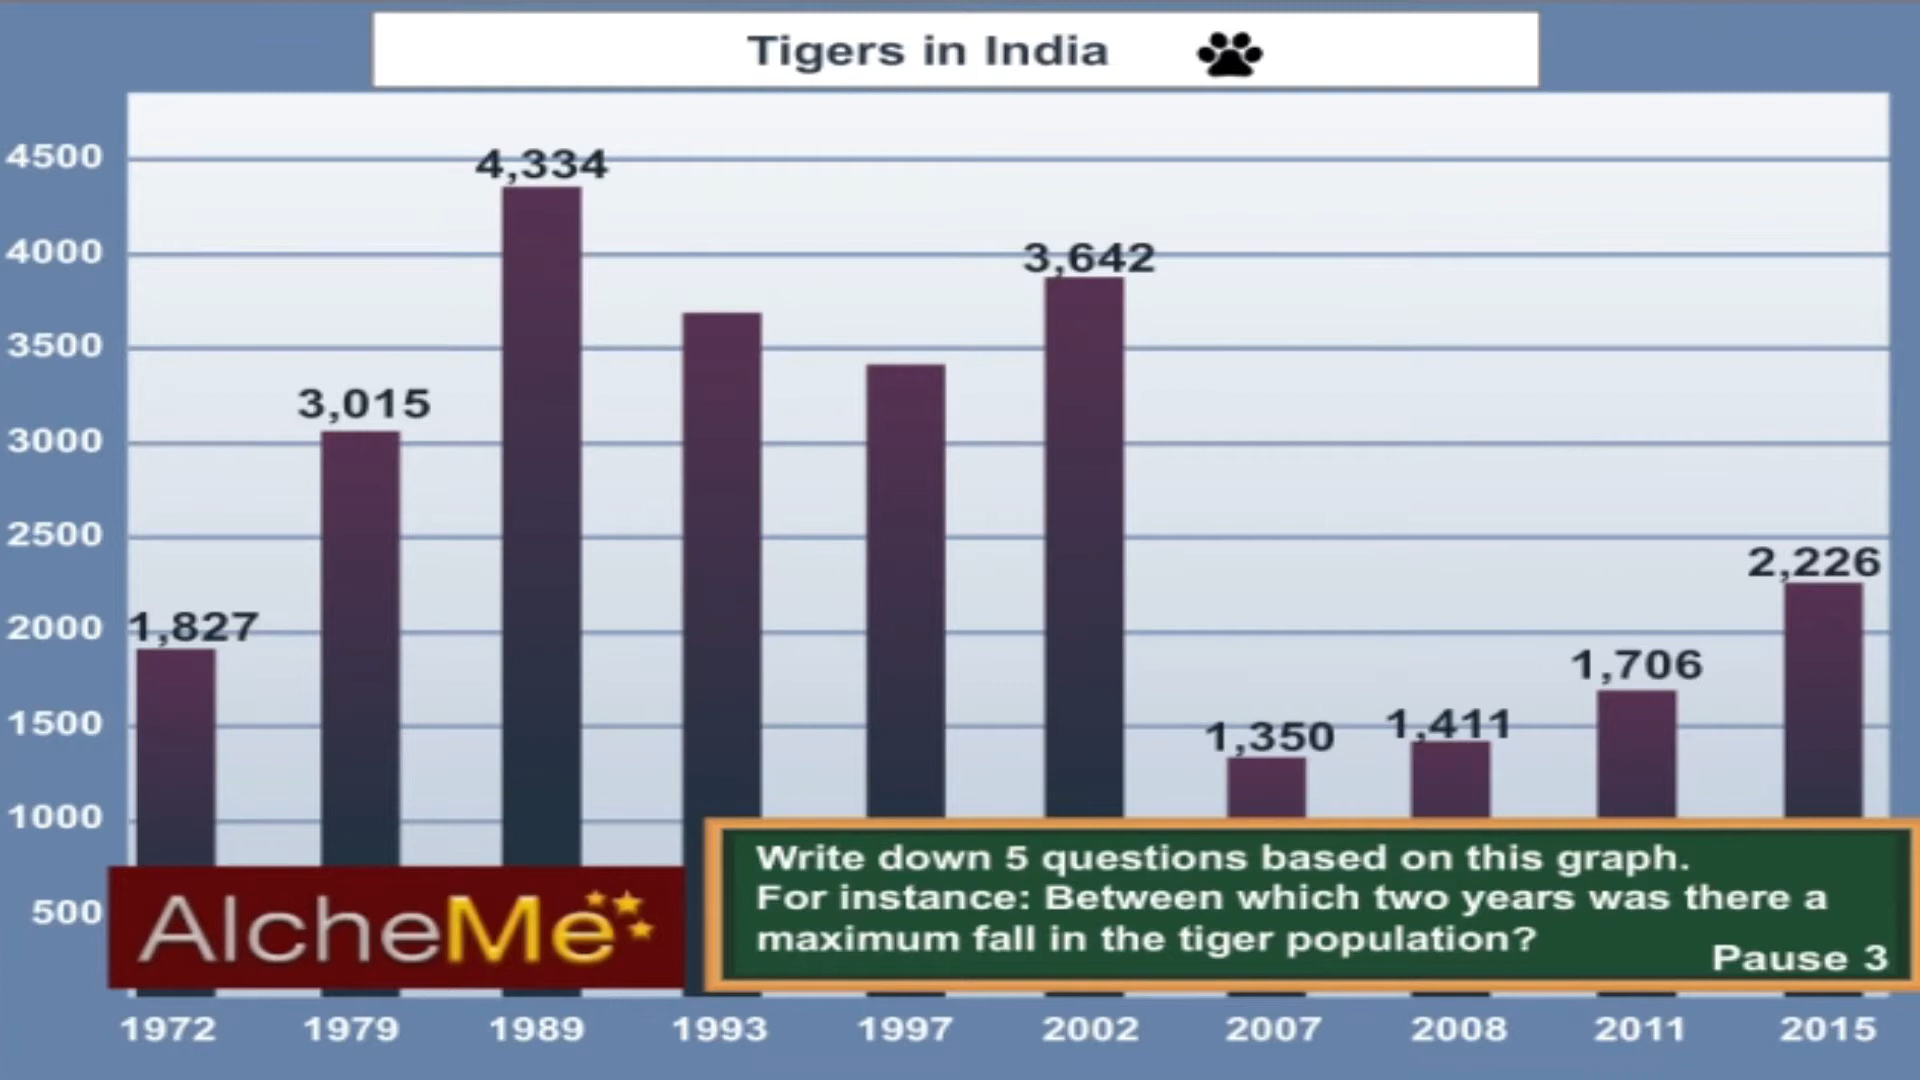 Tigers in India
4500
4,334
4000
3,642
3500
3,015
3000
2500
2,226
2000
1,827
1,706
1500
1,411
1,350
1000
500
AlcheMe
Write down 5 questions based on this graph.
For instance: Between which two years was there a
maximum fall in the tiger population?
Pause 3
1972 1979 1989 1993 1997 2002 2007 2008 2011 2015